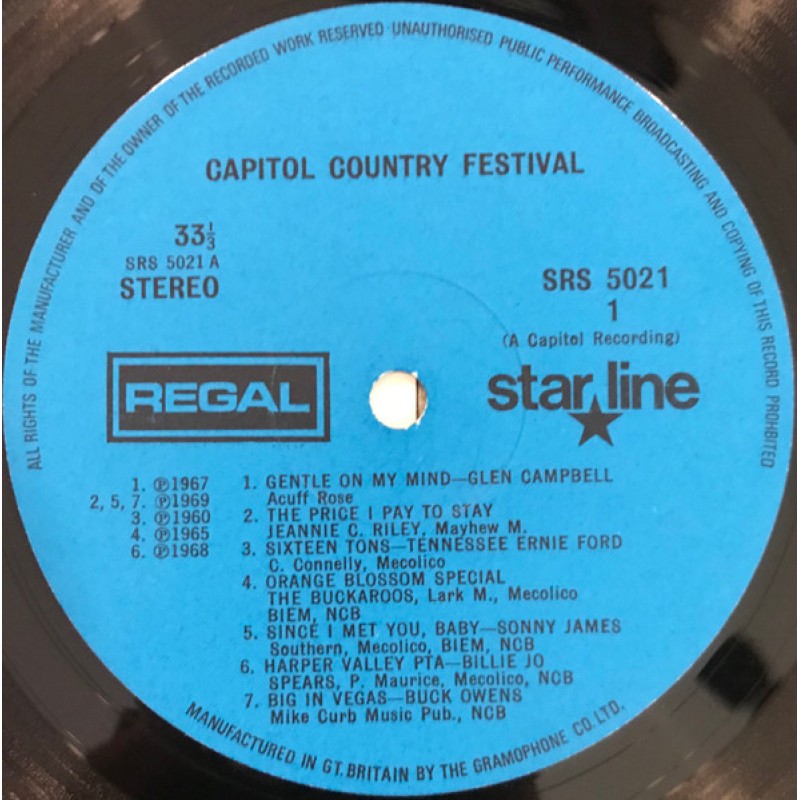 ALL RIGHTS OF THE MANUFACTURER AND OF THE OWNER OF THE RECORDED WORK RESERVED · UNAUTHORISED PUBLIC PERFORMANCE BROADCASTING AND COPYING OF THIS RECORD PROHIBITED
CAPITOL COUNTRY FESTIVAL
33⅓
SRS 5021 A
STEREO
SRS 5021
1
(A Capitol Recording)
REGAL
star line
1. ℗1967
2, 5, 7. ℗1969
3. ℗1960
4. ℗1965
6. ℗1968
1. GENTLE ON MY MIND—GLEN CAMPBELL
Acuff Rose
2. THE PRICE I PAY TO STAY
JEANNIE C. RILEY, Mayhew M.
3. SIXTEEN TONS—TENNESSEE ERNIE FORD
C. Connelly, Mecolico
4. ORANGE BLOSSOM SPECIAL
THE BUCKAROOS, Lark M., Mecolico
BIEM, NCB
5. SINCE I MET YOU, BABY—SONNY JAMES
Southern, Mecolico, BIEM, NCB
6. HARPER VALLEY PTA—BILLIE JO
SPEARS, P. Maurice, Mecolico, NCB
7. BIG IN VEGAS—BUCK OWENS
Mike Curb Music Pub., NCB
MANUFACTURED IN GT. BRITAIN BY THE GRAMOPHONE CO. LTD.